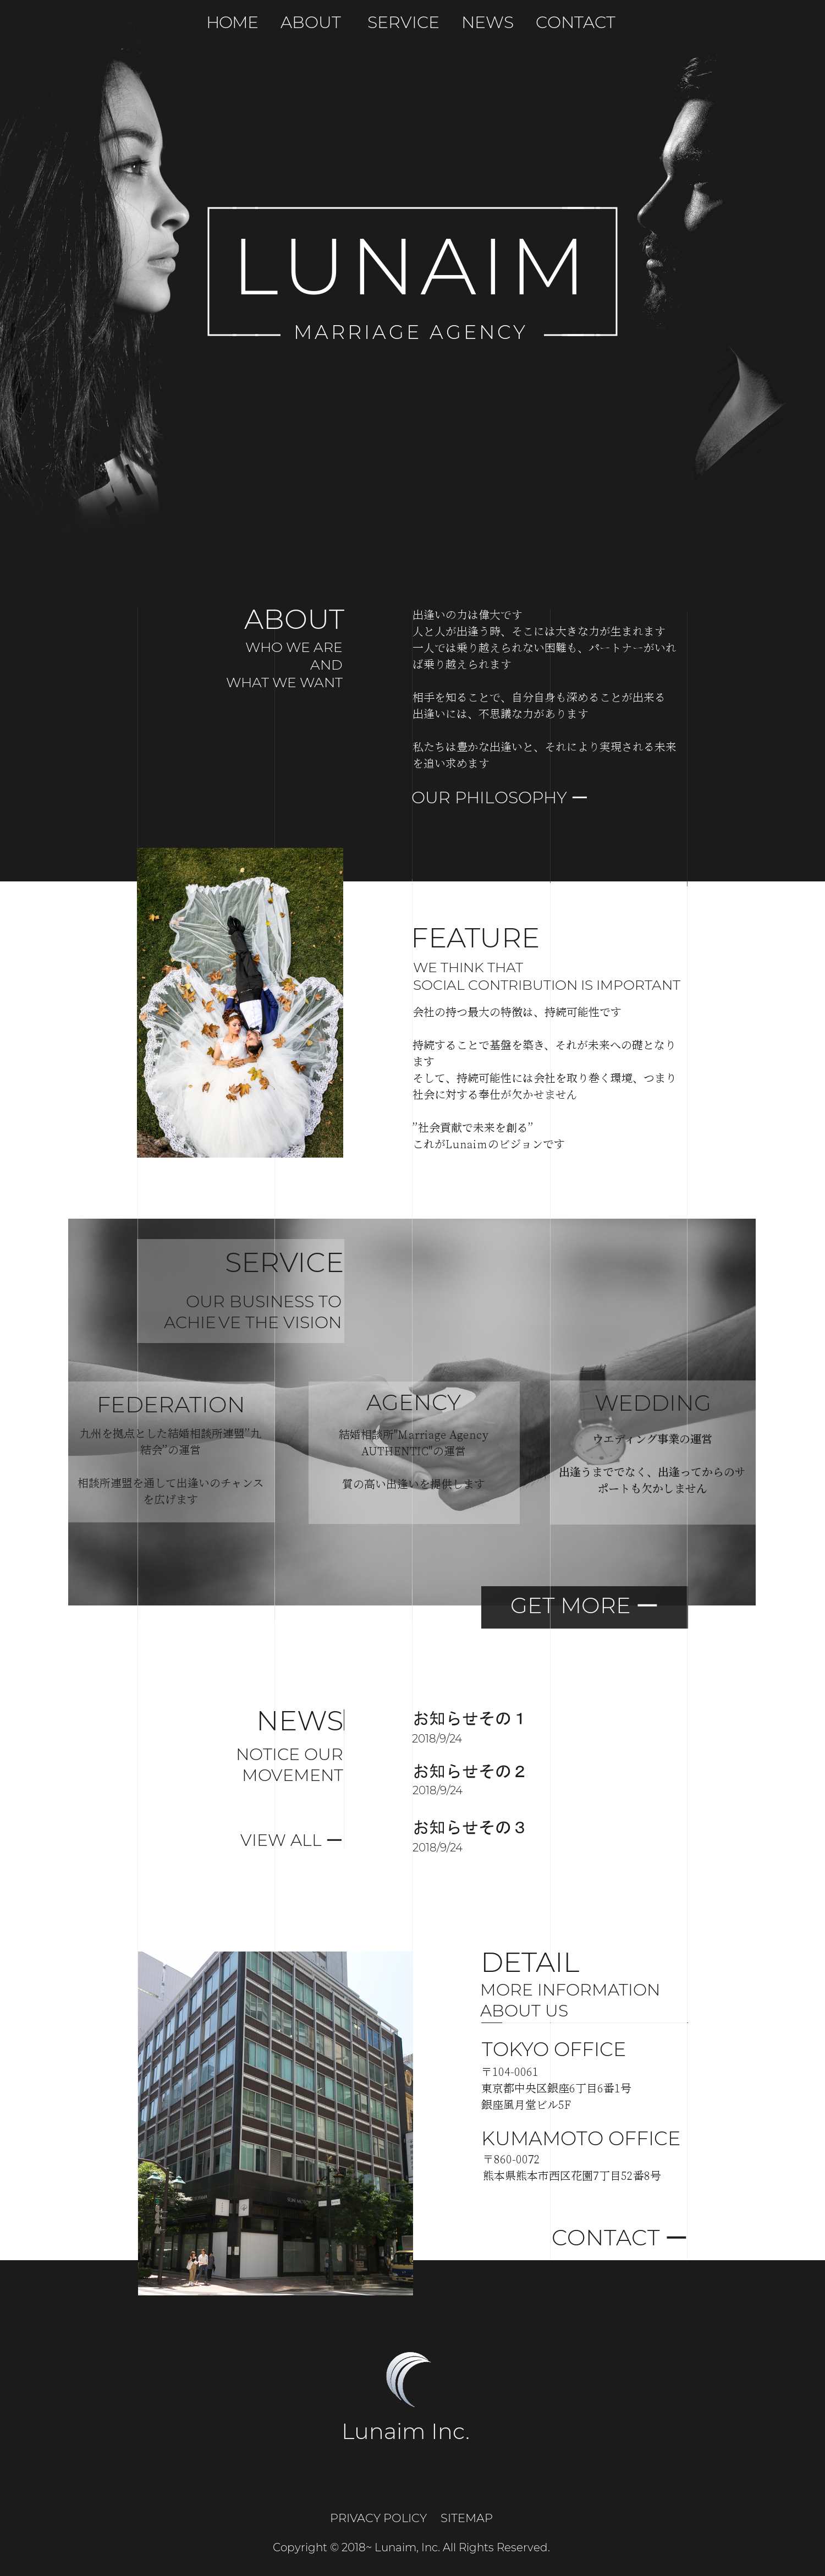 HOME ABOUT SERVICE NEWS CONTACT
LUNAIM
MARRIAGE AGENCY
ABOUT
WHO WE ARE
AND
WHAT WE WANT
出逢いの力は偉大です
人と人が出逢う時、そこには大きな力が生まれます
一人では乗り越えられない困難も、パートナーがいれ
ば乗り越えられます
相手を知ることで、自分自身も深めることが出来る
出逢いには、不思議な力があります
私たちは豊かな出逢いと、それにより実現される未来
を追い求めます
OUR PHILOSOPHY
FEATURE
WE THINK THAT
SOCIAL CONTRIBUTION IS IMPORTANT
会社の持つ最大の特徴は、持続可能性です
持続することで基盤を築き、それが未来への礎となり
ます
そして、持続可能性には会社を取り巻く環境、つまり
社会に対する奉仕が欠かせません
”社会貢献で未来を創る”
これがLunaimのビジョンです
SERVICE
OUR BUSINESS TO
ACHIEVE THE VISION
FEDERATION
九州を拠点とした結婚相談所連盟”九
結会”の運営
相談所連盟を通して出逢いのチャンス
を広げます
AGENCY
結婚相談所"Marriage Agency
AUTHENTIC"の運営
質の高い出逢いを提供します
WEDDING
ウエディング事業の運営
出逢うまででなく、出逢ってからのサ
ポートも欠かしません
GET MORE
NEWS
NOTICE OUR
MOVEMENT
VIEW ALL
お知らせその１
2018/9/24
お知らせその２
2018/9/24
お知らせその３
2018/9/24
DETAIL
MORE INFORMATION
ABOUT US
TOKYO OFFICE
〒104-0061
東京都中央区銀座6丁目6番1号
銀座風月堂ビル5F
KUMAMOTO OFFICE
〒860-0072
熊本県熊本市西区花園7丁目52番8号
CONTACT
Lunaim Inc.
PRIVACY POLICY SITEMAP
Copyright © 2018~ Lunaim, Inc. All Rights Reserved.